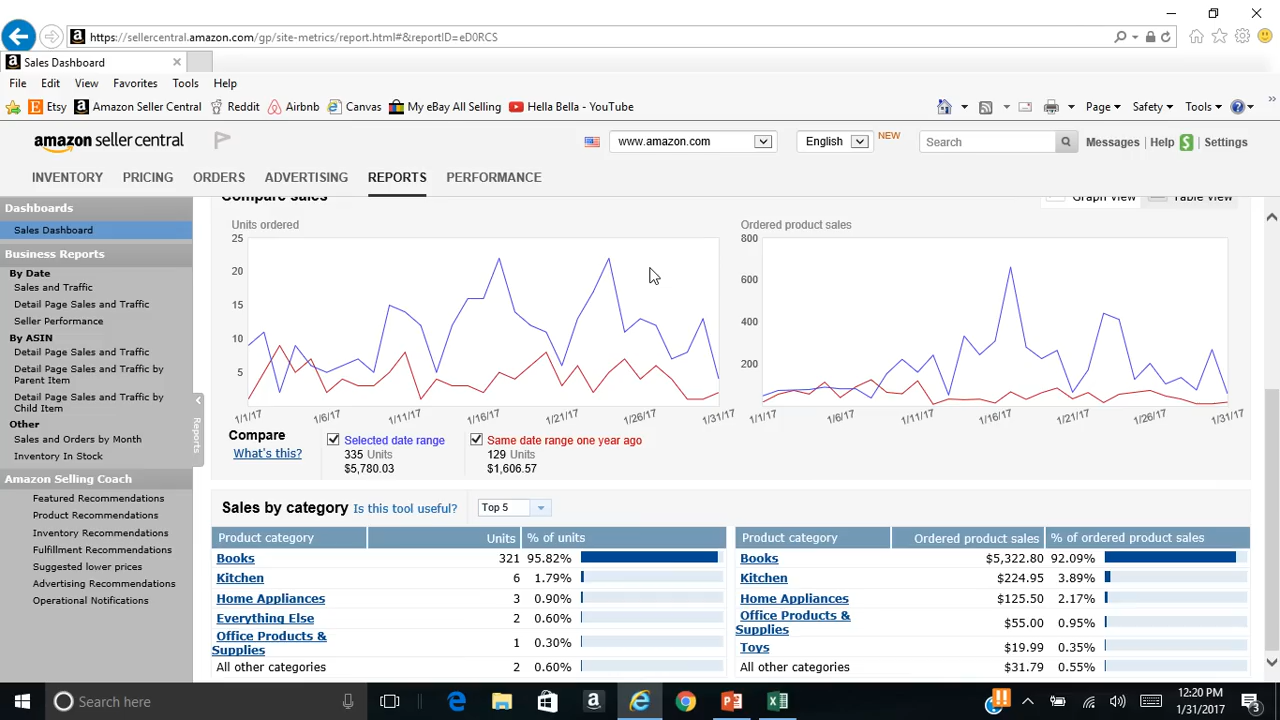 https://sellercentral.amazon.com/gp/site-metrics/report.html#&reportID=eD0RCS
a Sales Dashboard
File Edit View Favorites Tools Help
Etsy Amazon Seller Central Reddit Airbnb Canvas My eBay All Selling Hella Bella - YouTube Page Safety Tools
amazon seller central www.amazon.com English NEW Search Messages Help Settings
INVENTORY PRICING ORDERS ADVERTISING REPORTS PERFORMANCE
Dashboards
Sales Dashboard
Business Reports
By Date
Sales and Traffic
Detail Page Sales and Traffic
Seller Performance
By ASIN
Detail Page Sales and Traffic
Detail Page Sales and Traffic by
Parent Item
Detail Page Sales and Traffic by
Child Item
Other
Sales and Orders by Month
Inventory In Stock
Amazon Selling Coach
Featured Recommendations
Product Recommendations
Inventory Recommendations
Fulfillment Recommendations
Suggested lower prices
Advertising Recommendations
Operational Notifications
Reports
Compare sales Graph View Table View
Units ordered
25
20
15
10
5
1/1/17 1/6/17 1/11/17 1/16/17 1/21/17 1/26/17 1/31/17
Ordered product sales
800
600
400
200
1/1/17 1/6/17 1/11/17 1/16/17 1/21/17 1/26/17 1/31/17
Compare Selected date range Same date range one year ago
What's this? 335 Units 129 Units
$5,780.03 $1,606.57
Sales by category Is this tool useful? Top 5
Product category Units % of units
Books 321 95.82%
Kitchen 6 1.79%
Home Appliances 3 0.90%
Everything Else 2 0.60%
Office Products &
Supplies 1 0.30%
All other categories 2 0.60%
Product category Ordered product sales % of ordered product sales
Books $5,322.80 92.09%
Kitchen $224.95 3.89%
Home Appliances $125.50 2.17%
Office Products &
Supplies $55.00 0.95%
Toys $19.99 0.35%
All other categories $31.79 0.55%
Search here
12:20 PM
1/31/2017
3